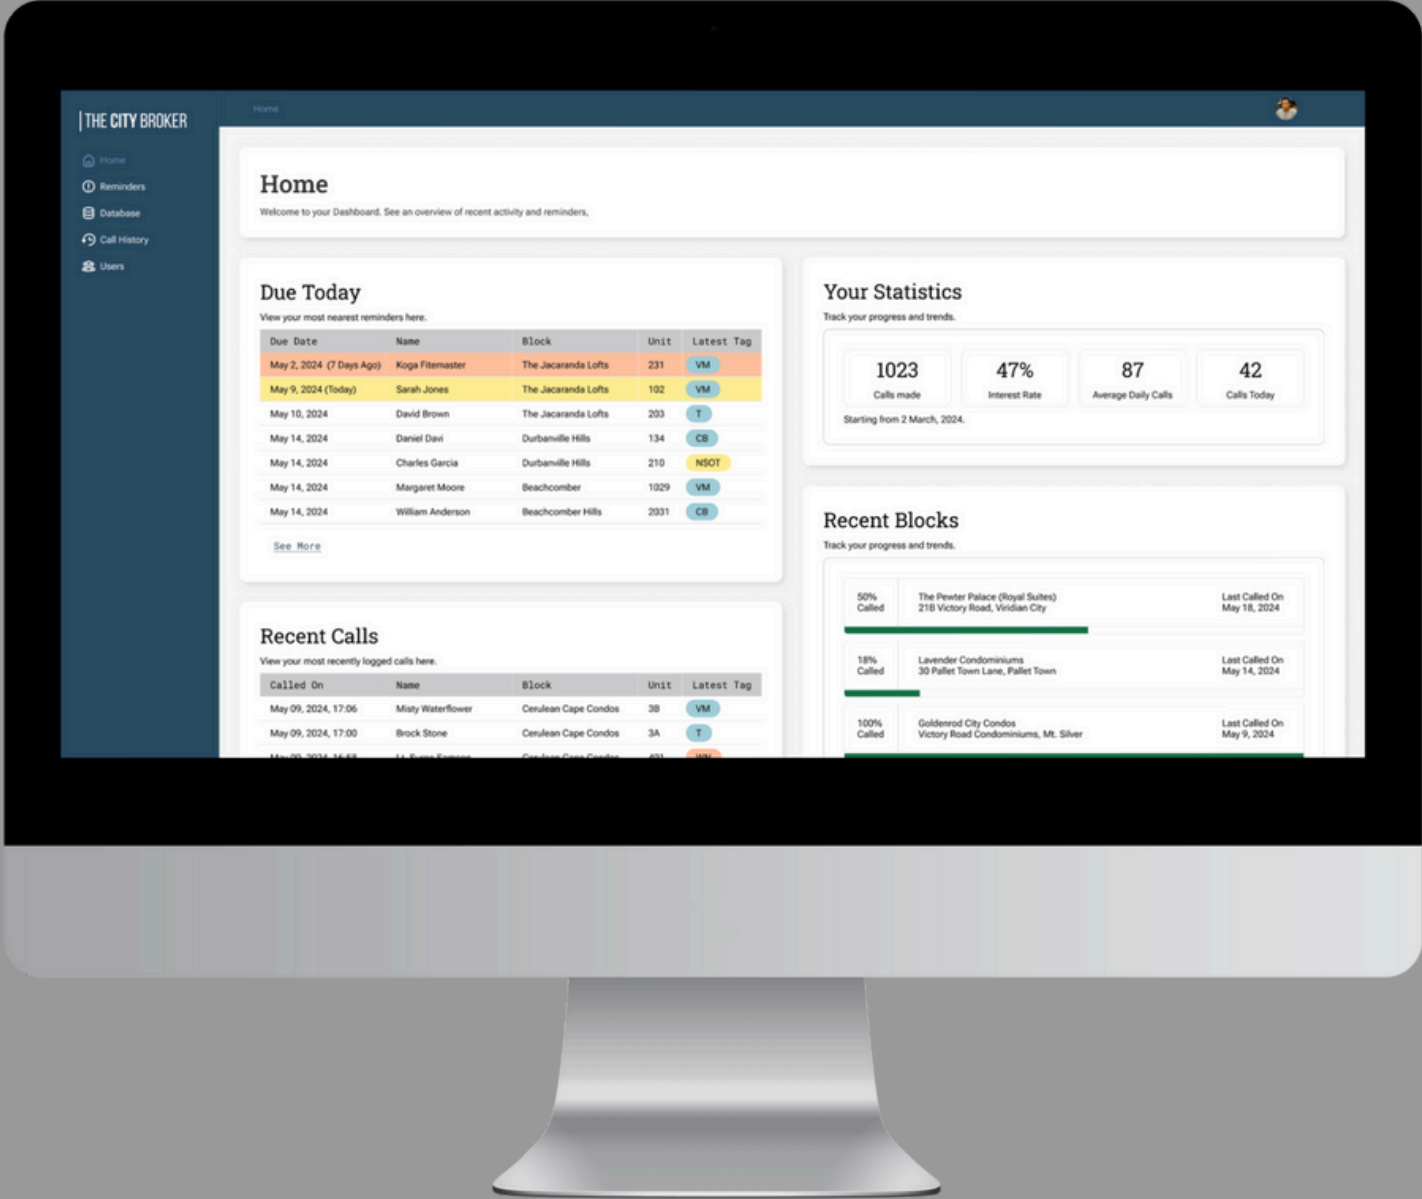 THE CITY BROKER
Home
Home
Reminders
Database
Call History
Users
Home
Welcome to your Dashboard. See an overview of recent activity and reminders,
Due Today
View your most nearest reminders here.
Due Date Name Block Unit Latest Tag
May 2, 2024 (7 Days Ago) Koga Fitemaster The Jacaranda Lofts 231 VM
May 9, 2024 (Today) Sarah Jones The Jacaranda Lofts 102 VM
May 10, 2024 David Brown The Jacaranda Lofts 203 T
May 14, 2024 Daniel Davi Durbanville Hills 134 CB
May 14, 2024 Charles Garcia Durbanville Hills 210 NSOT
May 14, 2024 Margaret Moore Beachcomber 1029 VM
May 14, 2024 William Anderson Beachcomber Hills 2031 CB
See More
Recent Calls
View your most recently logged calls here.
Called On Name Block Unit Latest Tag
May 09, 2024, 17:06 Misty Waterflower Cerulean Cape Condos 3B VM
May 09, 2024, 17:00 Brock Stone Cerulean Cape Condos 3A T
Your Statistics
Track your progress and trends.
1023 47% 87 42
Calls made Interest Rate Average Daily Calls Calls Today
Starting from 2 March, 2024.
Recent Blocks
Track your progress and trends.
50% The Pewter Palace (Royal Suites) Last Called On
Called 21B Victory Road, Viridian City May 18, 2024
18% Lavender Condominiums Last Called On
Called 30 Pallet Town Lane, Pallet Town May 14, 2024
100% Goldenrod City Condos Last Called On
Called Victory Road Condominiums, Mt. Silver May 9, 2024